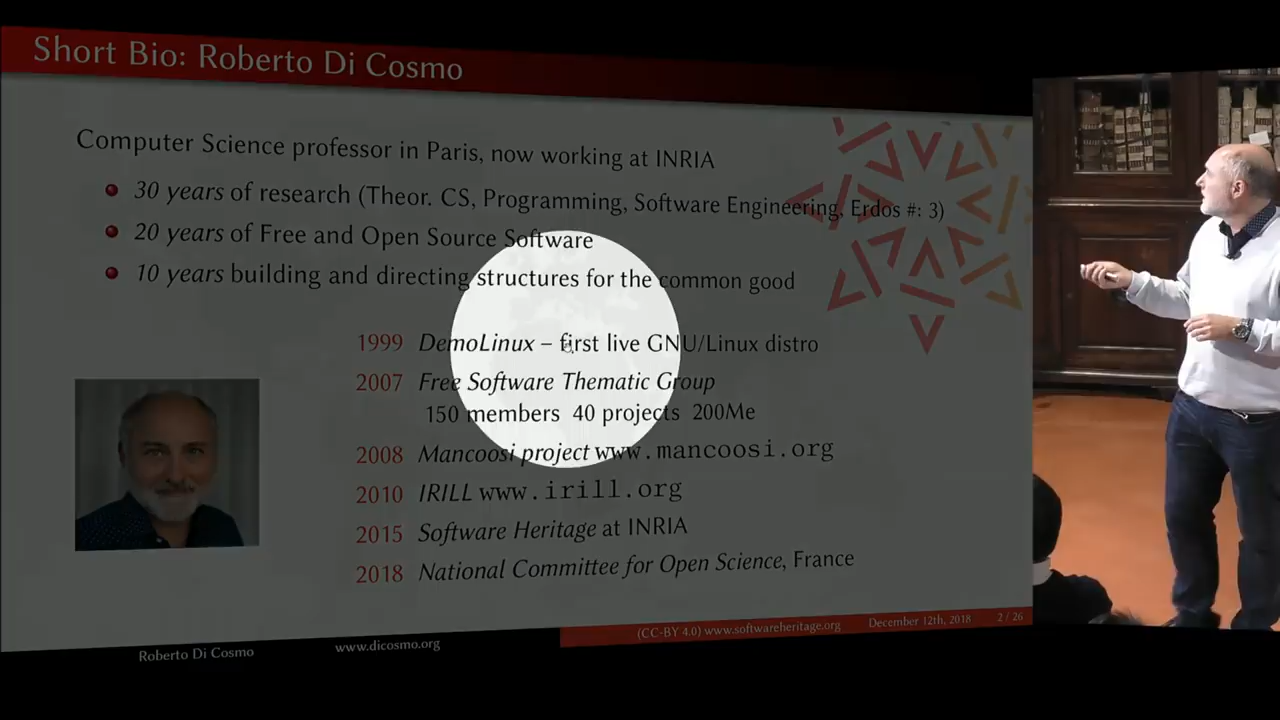 Short Bio: Roberto Di Cosmo
Computer Science professor in Paris, now working at INRIA
30 years of research (Theor. CS, Programming, Software Engineering, Erdos #: 3)
20 years of Free and Open Source Software
10 years building and directing structures for the common good
1999 DemoLinux – first live GNU/Linux distro
2007 Free Software Thematic Group
150 members 40 projects 200Me
2008 Mancoosi project www.mancoosi.org
2010 IRILL www.irill.org
2015 Software Heritage at INRIA
2018 National Committee for Open Science, France
Roberto Di Cosmo www.dicosmo.org (CC-BY 4.0) www.softwareheritage.org December 12th, 2018 2 / 26